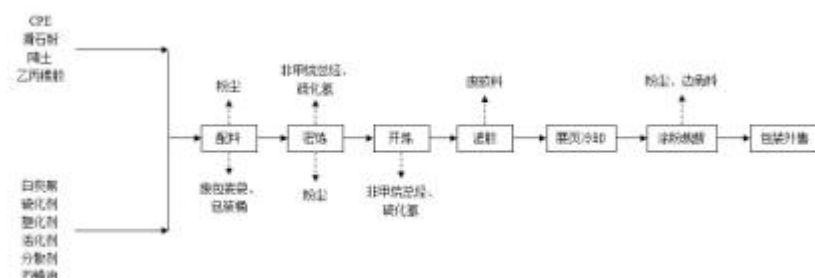 CPE
滑石粉
陶土
乙丙橡胶
粉尘
非甲烷总烃、
硫化氢
废胶料
粉尘、边角料
配料
密炼
开炼
滤胶
包装外售
废包装袋、
包装桶
粉尘
非甲烷总烃、
硫化氢
白炭黑
硫化剂
塑化剂
活化剂
分散剂
石蜡油